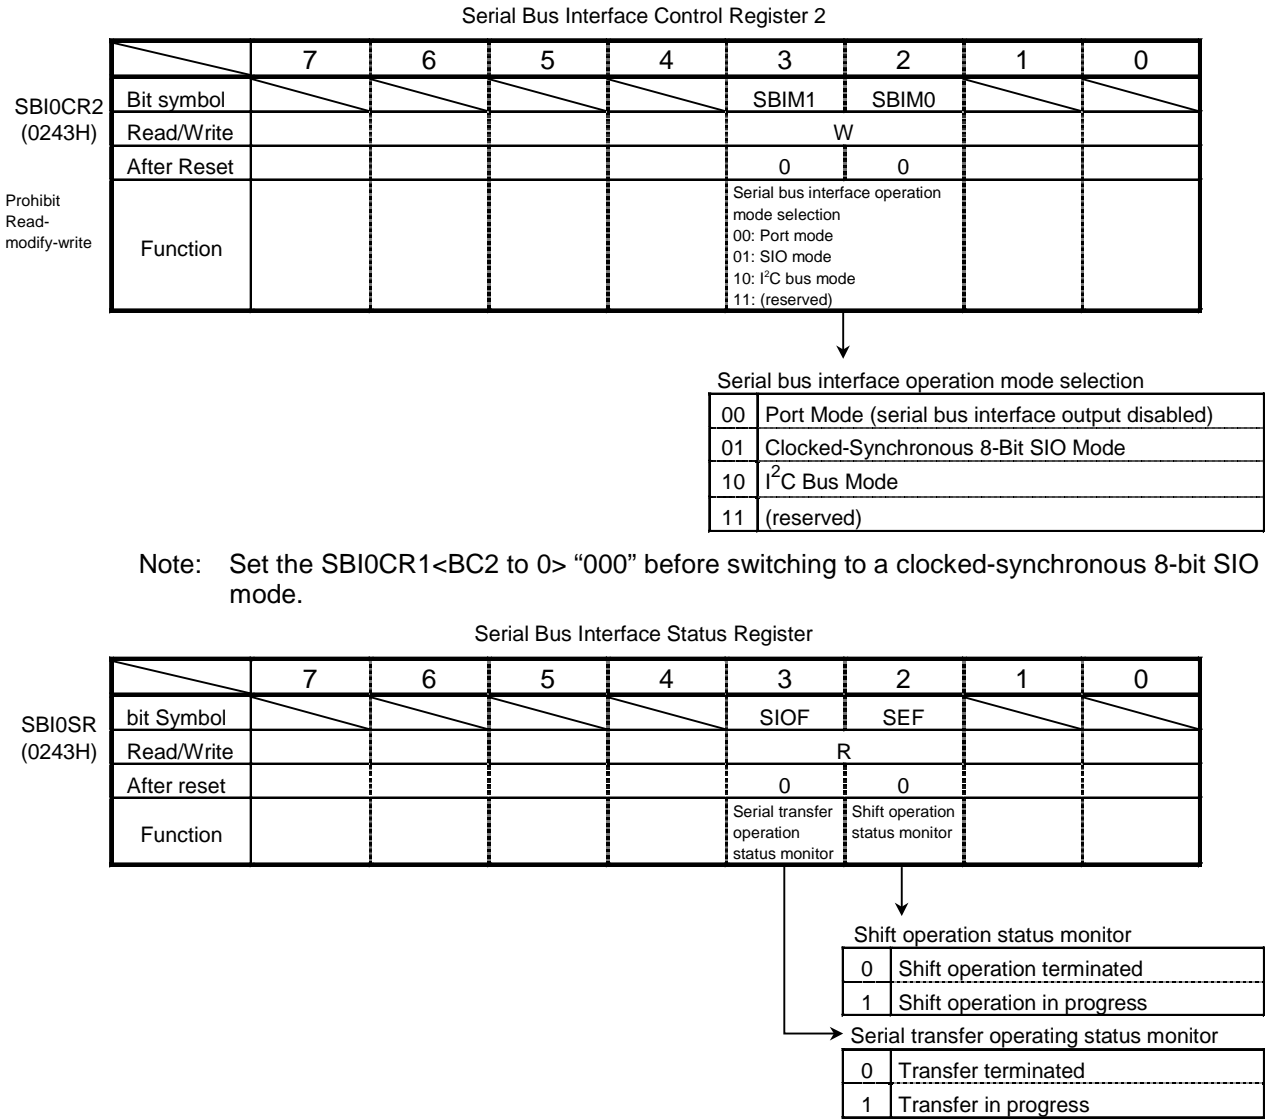 Serial Bus Interface Control Register 2
7 6 5 4 3 2 1 0
SBI0CR2
(0243H)
Bit symbol SBIM1 SBIM0
Read/Write W
After Reset 0 0
Prohibit
Read-
modify-write
Function
Serial bus interface operation
mode selection
00: Port mode
01: SIO mode
10: I²C bus mode
11: (reserved)
Serial bus interface operation mode selection
00 Port Mode (serial bus interface output disabled)
01 Clocked-Synchronous 8-Bit SIO Mode
10 I²C Bus Mode
11 (reserved)
Note: Set the SBI0CR1<BC2 to 0> “000” before switching to a clocked-synchronous 8-bit SIO
mode.
Serial Bus Interface Status Register
7 6 5 4 3 2 1 0
SBI0SR
(0243H)
bit Symbol SIOF SEF
Read/Write R
After reset 0 0
Function
Serial transfer
operation
status monitor
Shift operation
status monitor
Shift operation status monitor
0 Shift operation terminated
1 Shift operation in progress
Serial transfer operating status monitor
0 Transfer terminated
1 Transfer in progress